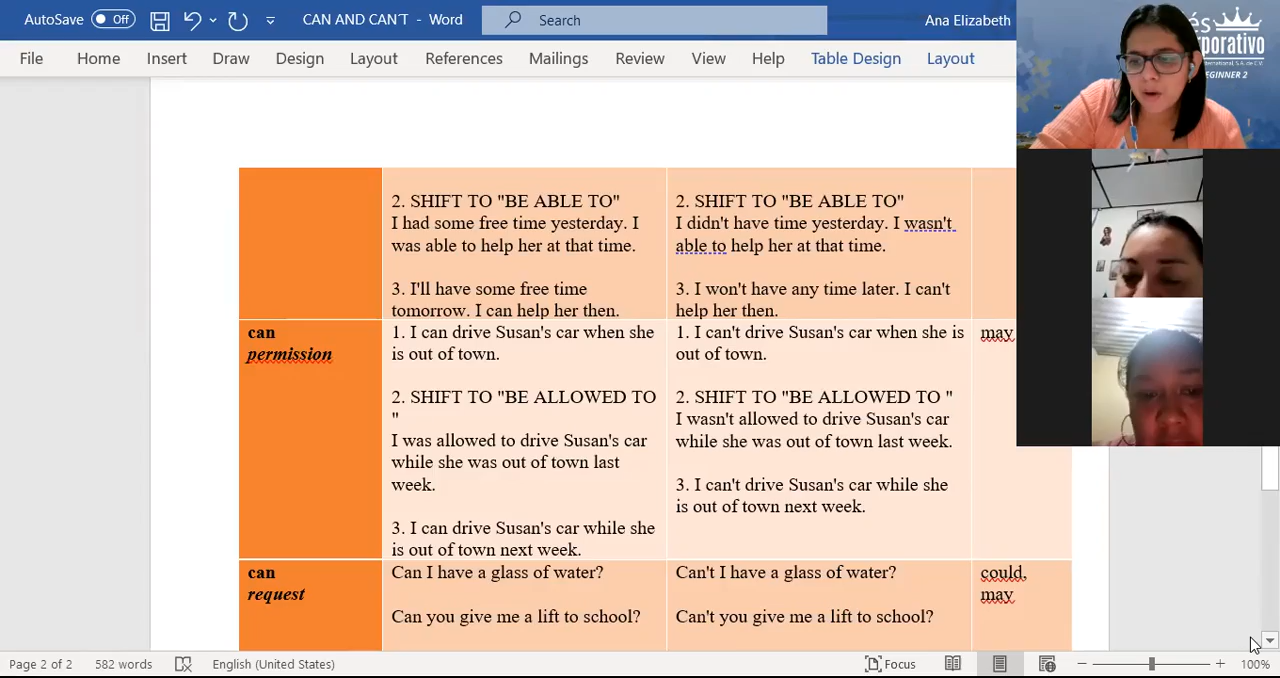 AutoSave Off CAN AND CAN'T - Word Search Ana Elizabeth
File Home Insert Draw Design Layout References Mailings Review View Help Table Design Layout
és
rporativo
International, S.A. de C.V.
BEGINNER 2
2. SHIFT TO "BE ABLE TO"
I had some free time yesterday. I
was able to help her at that time.
3. I'll have some free time
tomorrow. I can help her then.
2. SHIFT TO "BE ABLE TO"
I didn't have time yesterday. I wasn't
able to help her at that time.
3. I won't have any time later. I can't
help her then.
can
permission
1. I can drive Susan's car when she
is out of town.
2. SHIFT TO "BE ALLOWED TO
"
I was allowed to drive Susan's car
while she was out of town last
week.
3. I can drive Susan's car while she
is out of town next week.
1. I can't drive Susan's car when she is
out of town.
2. SHIFT TO "BE ALLOWED TO "
I wasn't allowed to drive Susan's car
while she was out of town last week.
3. I can't drive Susan's car while she
is out of town next week.
may
can
request
Can I have a glass of water?
Can you give me a lift to school?
Can't I have a glass of water?
Can't you give me a lift to school?
could,
may
Page 2 of 2 582 words English (United States) Focus 100%